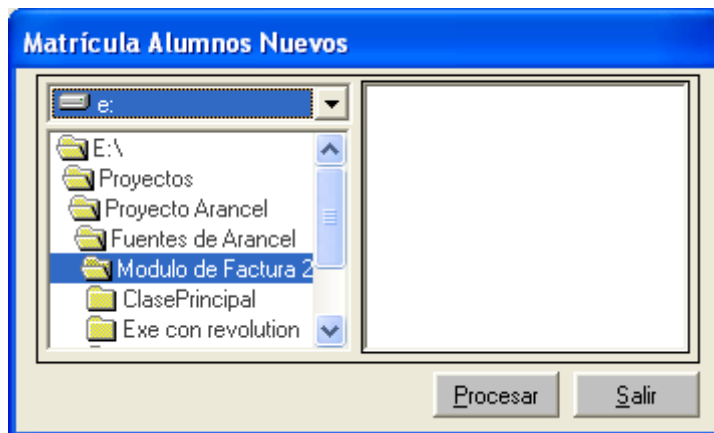 Matrícula Alumnos Nuevos
e:
E:\
Proyectos
Proyecto Arancel
Fuentes de Arancel
Modulo de Factura 2
ClasePrincipal
Exe con revolution
Procesar
Salir